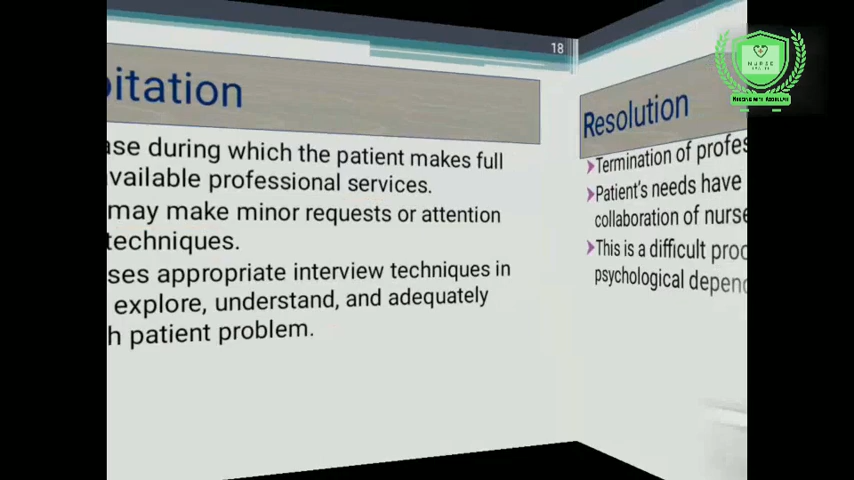 18
pitation
ase during which the patient makes full
available professional services.
may make minor requests or attention
techniques.
ses appropriate interview techniques in
explore, understand, and adequately
h patient problem.
Resolution
Termination of profes
Patient's needs have
collaboration of nurse
This is a difficult proc
psychological depen
NURSE